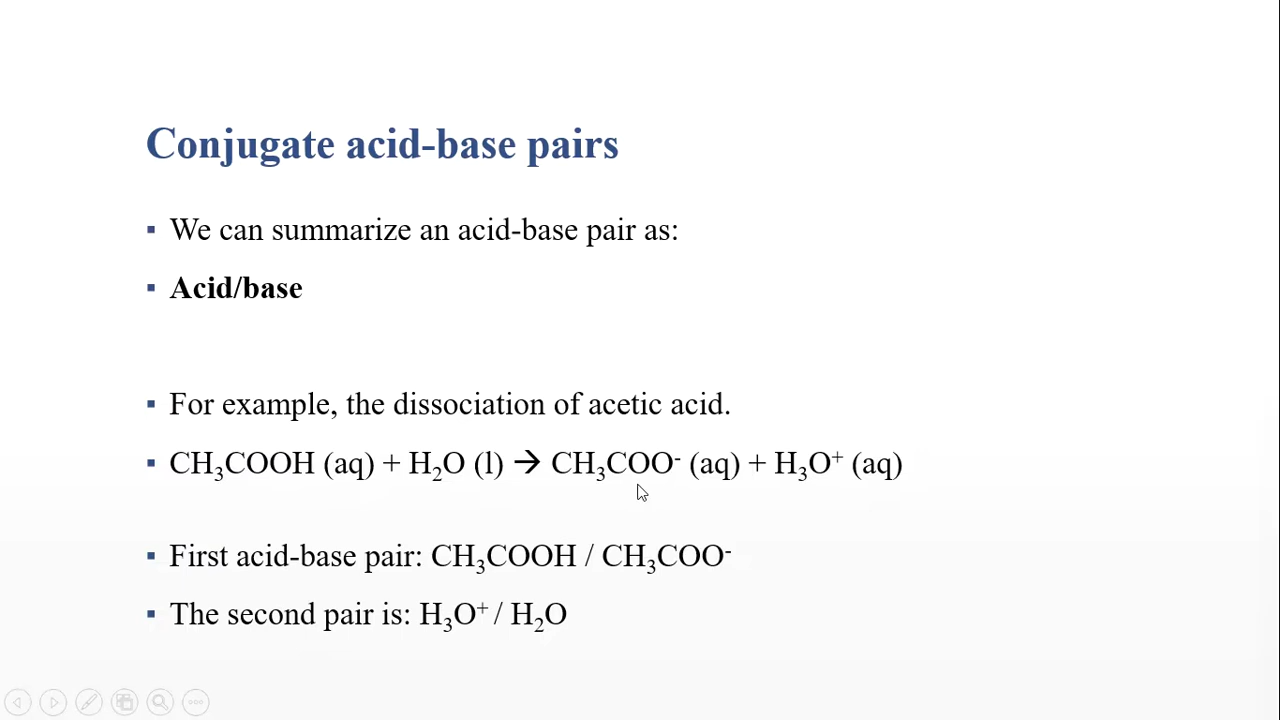 Conjugate acid-base pairs
▪ We can summarize an acid-base pair as:
▪ Acid/base
▪ For example, the dissociation of acetic acid.
▪ CH₃COOH (aq) + H₂O (l) → CH₃COO⁻ (aq) + H₃O⁺ (aq)
▪ First acid-base pair: CH₃COOH / CH₃COO⁻
▪ The second pair is: H₃O⁺ / H₂O